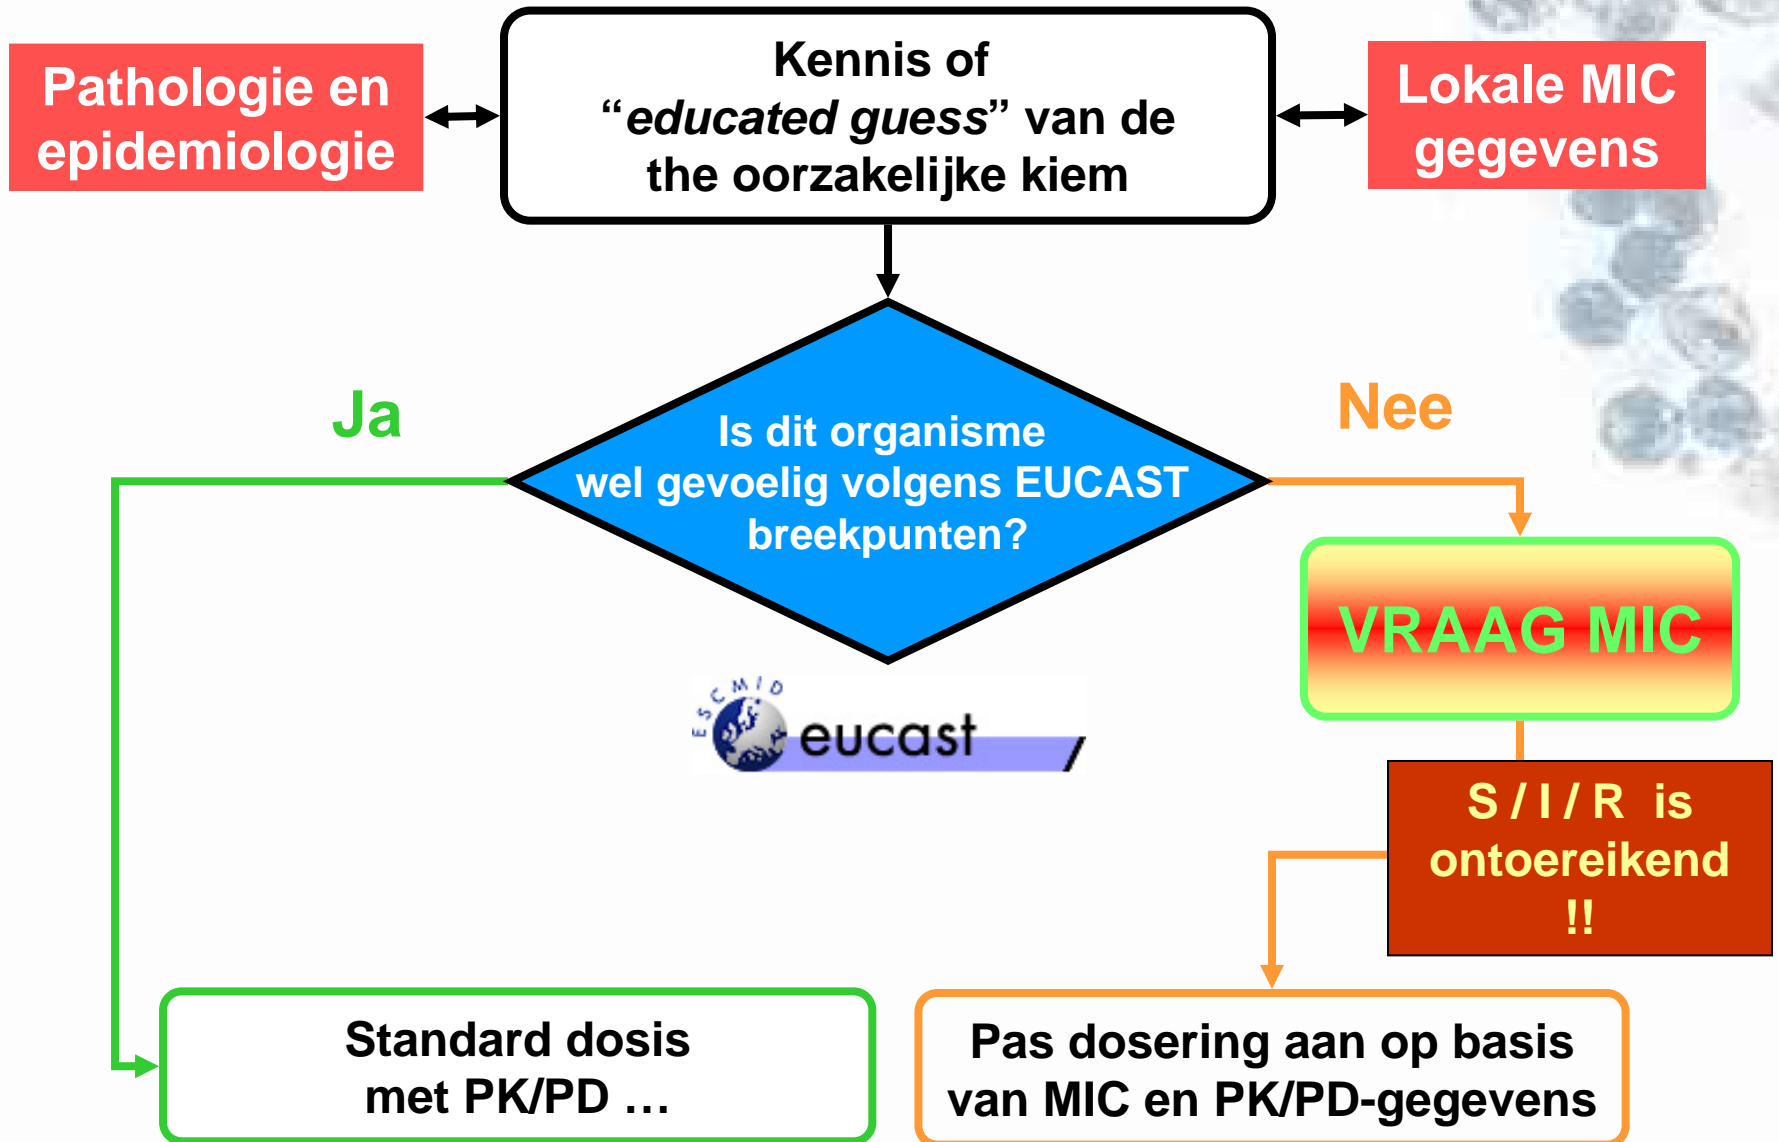 Pathologie en
epidemiologie
Kennis of
“educated guess” van de
the oorzakelijke kiem
Lokale MIC
gegevens
Ja
Is dit organisme
wel gevoelig volgens EUCAST
breekpunten?
Nee
VRAAG MIC
ESCMID
eucast
S / I / R is
ontoereikend
!!
Standard dosis
met PK/PD …
Pas dosering aan op basis
van MIC en PK/PD-gegevens